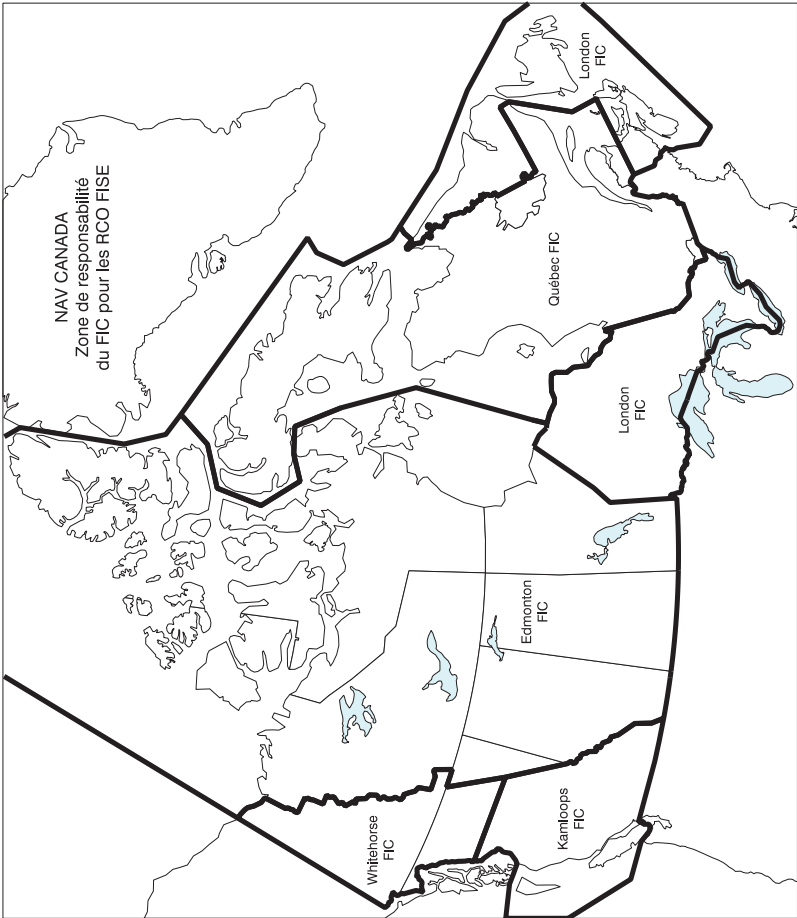 NAV CANADA
Zone de responsabilité
du FIC pour les RCO FISE
Whitehorse
FIC
Kamloops
FIC
Edmonton
FIC
London
FIC
Québec FIC
London
FIC